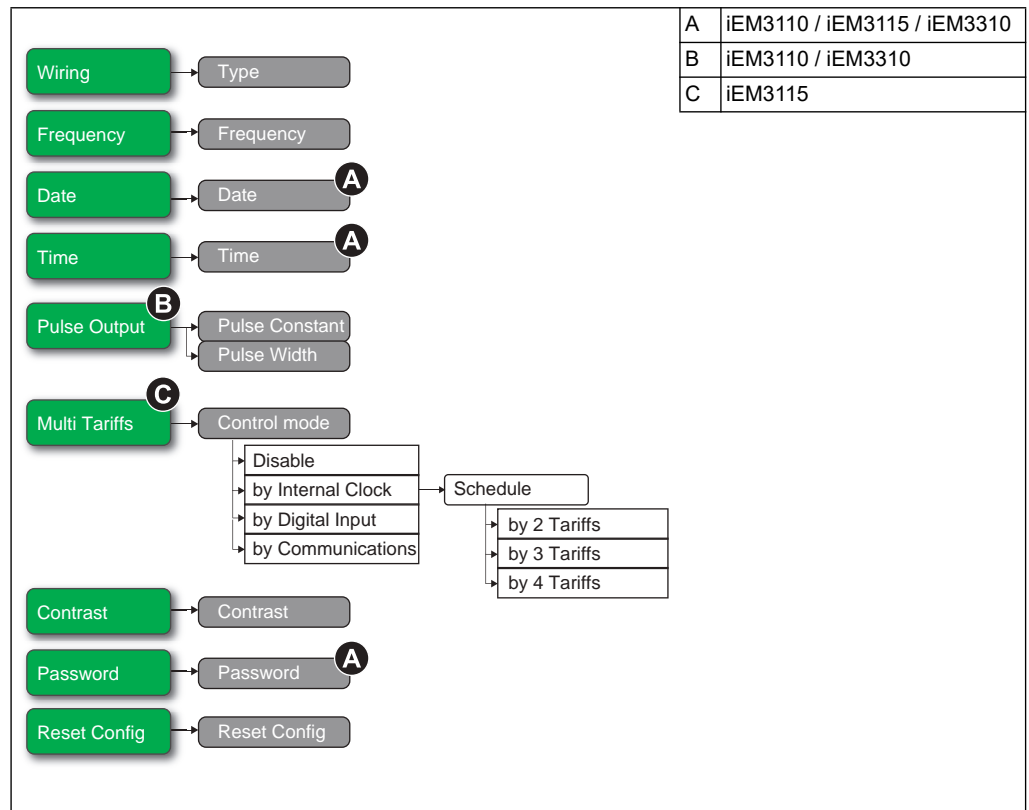 A iEM3110 / iEM3115 / iEM3310
B iEM3110 / iEM3310
C iEM3115
Wiring Type
Frequency Frequency
Date Date A
Time Time A
Pulse Output B Pulse Constant
Pulse Width
Multi Tariffs C Control mode
Disable
by Internal Clock Schedule
by Digital Input by 2 Tariffs
by Communications by 3 Tariffs
by 4 Tariffs
Contrast Contrast
Password Password A
Reset Config Reset Config